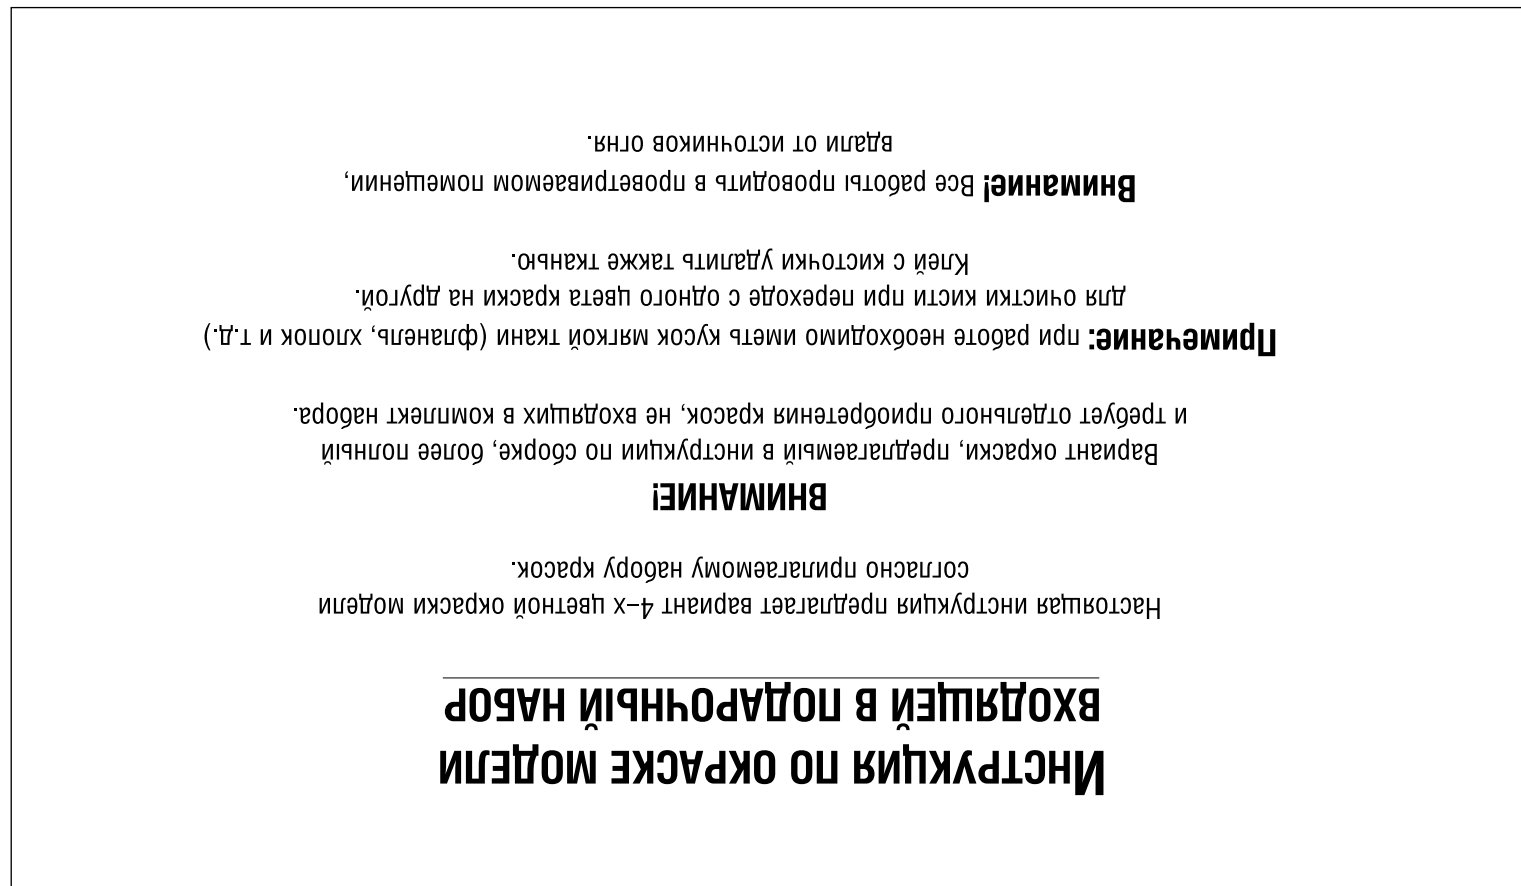 ИНСТРУКЦИЯ ПО ОКРАСКЕ МОДЕЛИ
ВХОДЯЩЕЙ В ПОДАРОЧНЫЙ НАБОР
Настоящая инструкция предлагает вариант 4-х цветной окраски модели
согласно прилагаемому набору красок.
ВНИМАНИЕ!
Вариант окраски, предлагаемый в инструкции по сборке, более полный
и требует отдельного приобретения красок, не входящих в комплект набора.
Примечание: при работе необходимо иметь кусок мягкой ткани (фланель, хлопок и т.д.)
для очистки кисти при переходе с одного цвета краски на другой.
Клей с кисточки удалить также тканью.
Внимание! Все работы проводить в проветриваемом помещении,
вдали от источников огня.